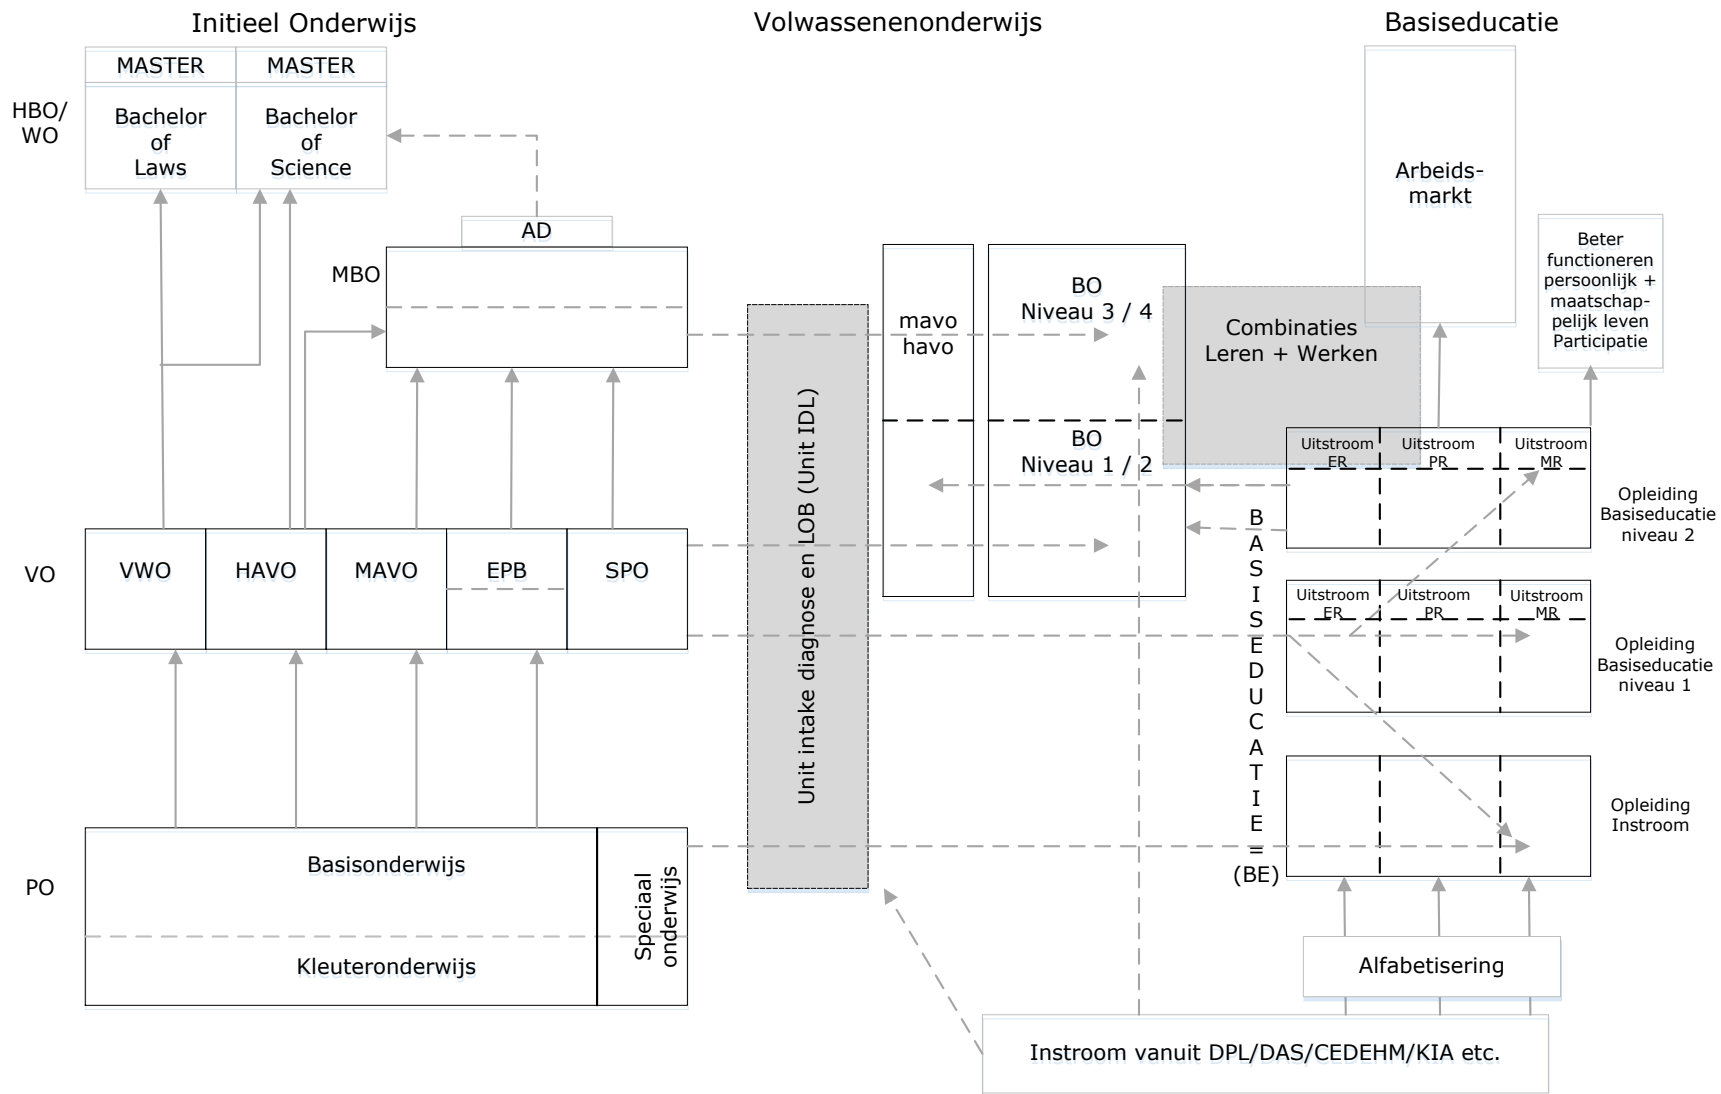 Initieel Onderwijs
Volwassenenonderwijs
Basiseducatie
MASTER
MASTER
HBO/
WO
Bachelor
of
Laws
Bachelor
of
Science
AD
MBO
VO
VWO
HAVO
MAVO
EPB
SPO
PO
Basisonderwijs
Kleuteronderwijs
Speciaal
onderwijs
Unit intake diagnose en LOB (Unit IDL)
mavo
havo
BO
Niveau 3 / 4
BO
Niveau 1 / 2
Combinaties
Leren + Werken
Arbeids-
markt
Beter
functioneren
persoonlijk +
maatschap-
pelijk leven
Participatie
B
A
S
I
S
E
D
U
C
A
T
I
E
=
(BE)
Uitstroom
ER
Uitstroom
PR
Uitstroom
MR
Opleiding
Basiseducatie
niveau 2
Uitstroom
ER
Uitstroom
PR
Uitstroom
MR
Opleiding
Basiseducatie
niveau 1
Opleiding
Instroom
Alfabetisering
Instroom vanuit DPL/DAS/CEDEHM/KIA etc.